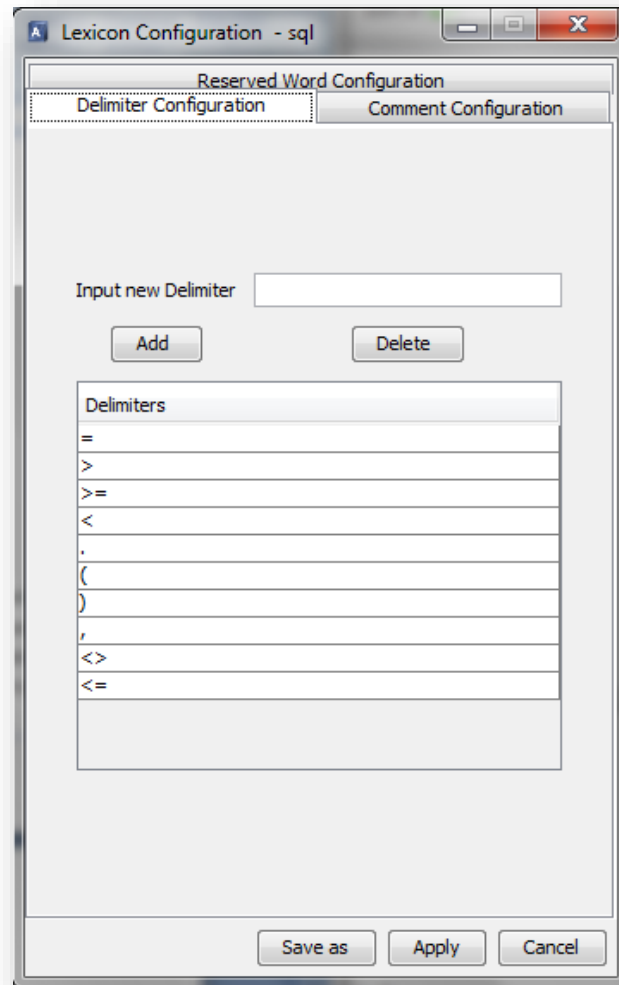 Lexicon Configuration - sql
Reserved Word Configuration
Delimiter Configuration
Comment Configuration
Input new Delimiter
Add
Delete
Delimiters
=
>
>=
<
.
(
)
,
<>
<=
Save as
Apply
Cancel